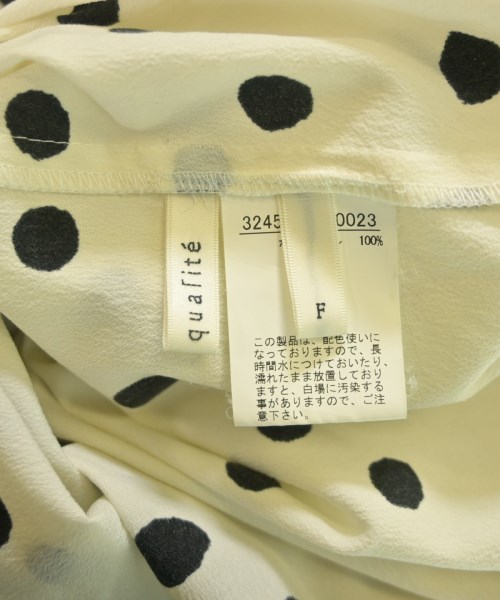 qualité
3245
0023
100%
F
この製品は、配色使いに
なっておりますので、長
時間水につけておいたり、
濡れたまま放置しており
ますと、白場に汚染する
事がありますので、ご注
意下さい。